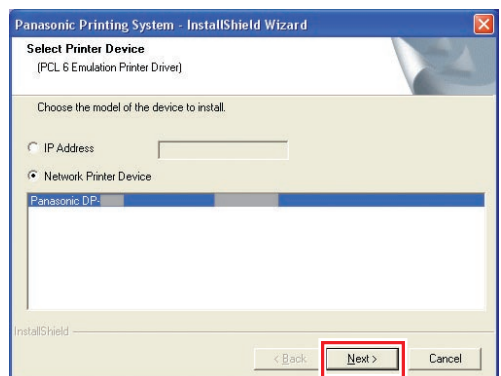 Panasonic Printing System - InstallShield Wizard
Select Printer Device
(PCL 6 Emulation Printer Driver)
Choose the model of the device to install.
IP Address
Network Printer Device
Panasonic DP-
InstallShield
< Back Next > Cancel